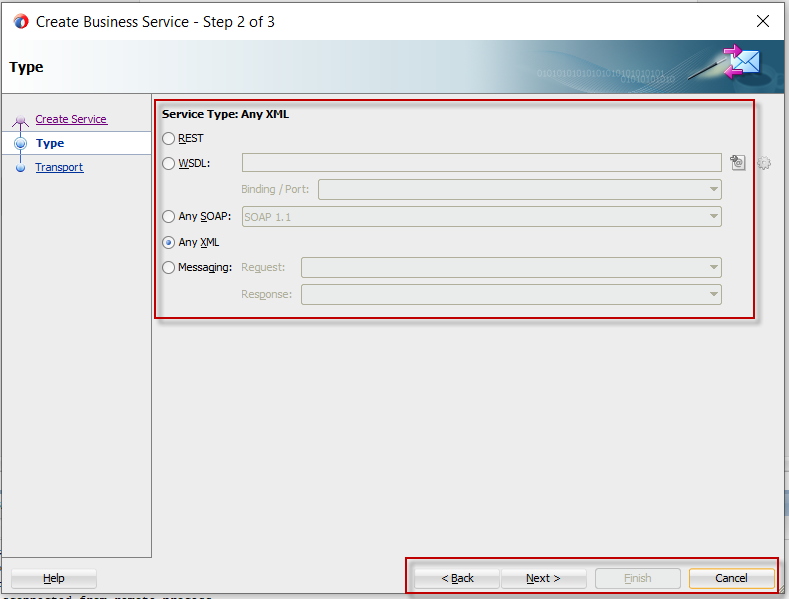 Create Business Service - Step 2 of 3
Type
Create Service
Type
Transport
Service Type: Any XML
REST
WSDL:
Binding / Port:
Any SOAP: SOAP 1.1
Any XML
Messaging: Request:
Response:
Help
< Back Next > Finish Cancel